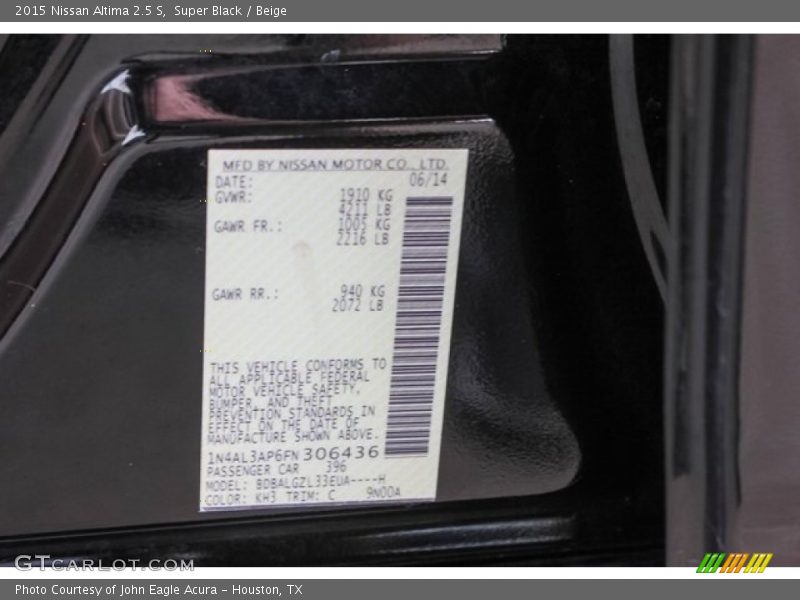 2015 Nissan Altima 2.5 S, Super Black / Beige
MFD BY NISSAN MOTOR CO., LTD.
DATE: 06/14
GVWR: 1910 KG
4211 LB
GAWR FR.: 1005 KG
2216 LB
GAWR RR.: 940 KG
2072 LB
THIS VEHICLE CONFORMS TO
ALL APPLICABLE FEDERAL
MOTOR VEHICLE SAFETY,
BUMPER, AND THEFT
PREVENTION STANDARDS IN
EFFECT ON THE DATE OF
MANUFACTURE SHOWN ABOVE.
1N4AL3AP6FN306436
PASSENGER CAR 396
MODEL: BDBALGZL33EUA----H
COLOR: KH3 TRIM: C 9N00A
GTCARLOT.COM
Photo Courtesy of John Eagle Acura - Houston, TX